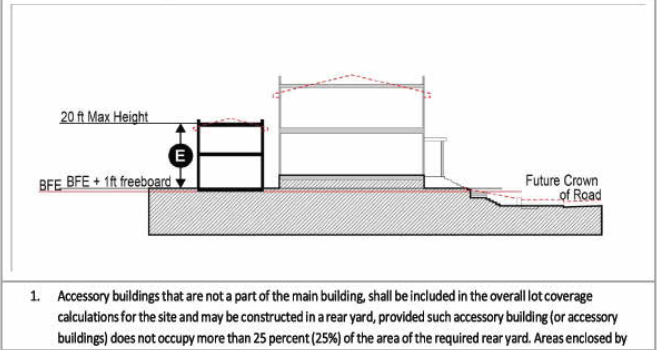 20 ft Max Height
E
BFE BFE + 1ft freeboard
Future Crown
of Road
1. Accessory buildings that are not a part of the main building, shall be included in the overall lot coverage
calculations for the site and may be constructed in a rear yard, provided such accessory building (or accessory
buildings) does not occupy more than 25 percent (25%) of the area of the required rear yard. Areas enclosed by